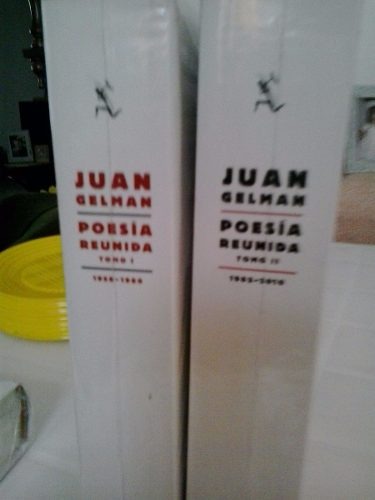 JUAN
GELMAN
POESÍA
REUNIDA
TOMO I
JUAN
GELMAN
POESÍA
REUNIDA
TOMO II